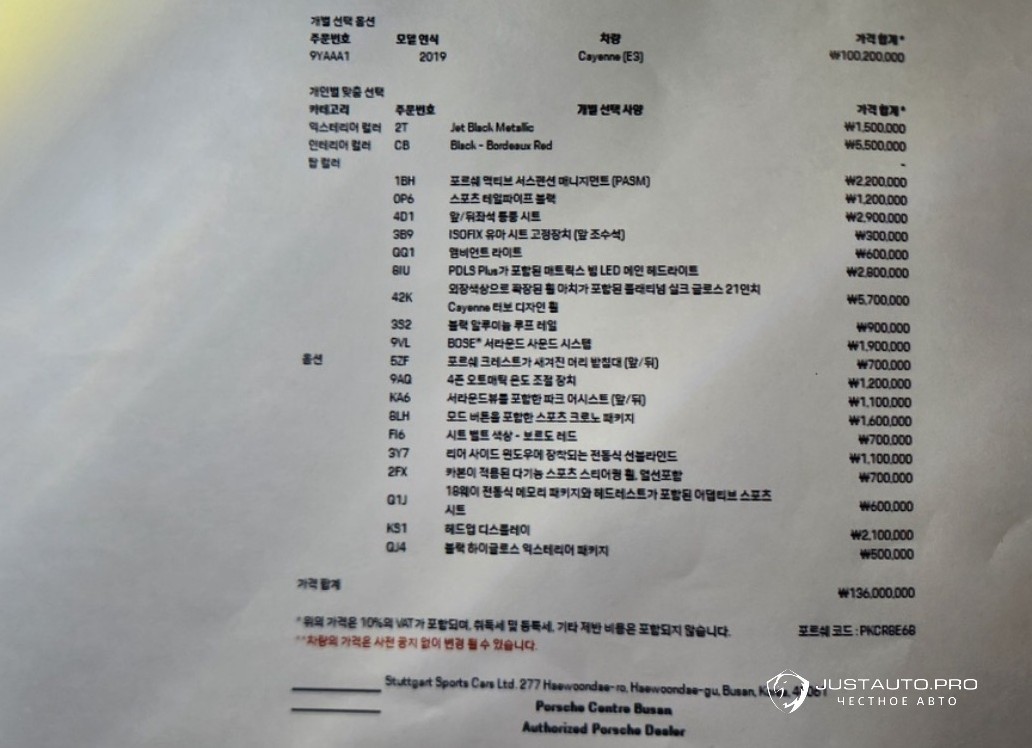 개별 선택 옵션
주문번호 모델 연식 차량 가격 합계*
9YAAA1 2019 Cayenne (E3) ₩100,200,000
개인별 맞춤 선택
카테고리 주문번호 개별 선택 사양 가격 합계*
익스테리어 컬러 2T Jet Black Metallic ₩1,500,000
인테리어 컬러 CB Black - Bordeaux Red ₩5,500,000
탑 컬러 -
1BH 포르쉐 액티브 서스펜션 매니지먼트 (PASM) ₩2,200,000
0P6 스포츠 테일파이프 블랙 ₩1,200,000
4D1 앞/뒤좌석 통풍 시트 ₩2,900,000
3B9 ISOFIX 유아 시트 고정장치 (앞 조수석) ₩300,000
QQ1 앰비언트 라이트 ₩600,000
8IU PDLS Plus가 포함된 매트릭스 빔 LED 메인 헤드라이트 ₩2,800,000
42K 외장색상으로 확장된 휠 아치가 포함된 플래티넘 실크 글로스 21인치 ₩5,700,000
Cayenne 터보 디자인 휠
3S2 블랙 알루미늄 루프 레일 ₩900,000
9VL BOSE® 서라운드 사운드 시스템 ₩1,900,000
옵션 5ZF 포르쉐 크레스트가 새겨진 머리 받침대 (앞/뒤) ₩700,000
9AQ 4존 오토매틱 온도 조절 장치 ₩1,200,000
KA6 서라운드뷰를 포함한 파크 어시스트 (앞/뒤) ₩1,100,000
8LH 모드 버튼을 포함한 스포츠 크로노 패키지 ₩1,600,000
FI6 시트 벨트 색상 - 보르도 레드 ₩700,000
3Y7 리어 사이드 윈도우에 장착되는 전동식 선블라인드 ₩1,100,000
2FX 카본이 적용된 다기능 스포츠 스티어링 휠, 열선포함 ₩700,000
Q1J 18웨이 전동식 메모리 패키지와 헤드레스트가 포함된 어댑티브 스포츠 ₩600,000
시트
KS1 헤드업 디스플레이 ₩2,100,000
QJ4 블랙 하이글로스 익스테리어 패키지 ₩500,000
가격 합계 ₩136,000,000
* 위의 가격은 10%의 VAT가 포함되며, 취득세 및 등록세, 기타 제반 비용은 포함되지 않습니다. 포르쉐 코드 : PKCRBE6B
**차량의 가격은 사전 공지 없이 변경 될 수 있습니다.
Stuttgart Sports Cars Ltd. 277 Haewoondae-ro, Haewoondae-gu, Busan, Korea,
Porsche Centre Busan
Authorized Porsche Dealer
JUSTAUTO.PRO
ЧЕСТНОЕ АВТО